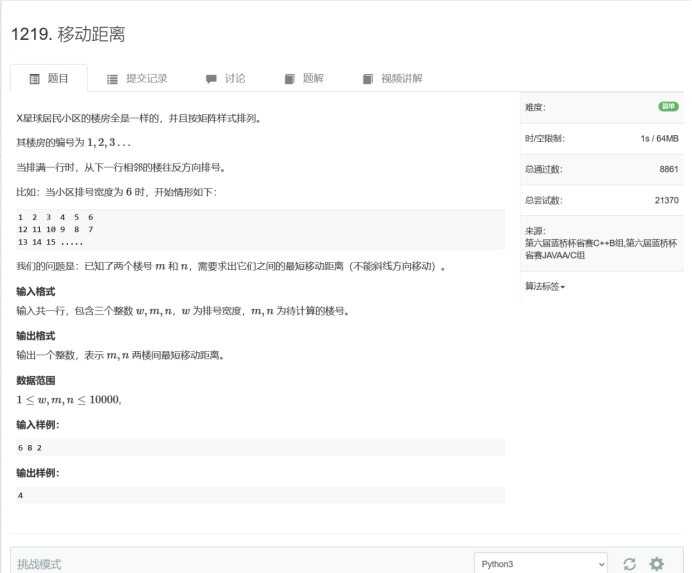 1219. 移动距离
题目 提交记录 讨论 题解 视频讲解
X星球居民小区的楼房全是一样的，并且按矩阵样式排列。
其楼房的编号为 1, 2, 3 . . .
当排满一行时，从下一行相邻的楼往反方向排号。
比如：当小区排号宽度为 6 时，开始情形如下：
1 2 3 4 5 6
12 11 10 9 8 7
13 14 15 .....
我们的问题是：已知了两个楼号 m 和 n，需要求出它们之间的最短移动距离（不能斜线方向移动）。
输入格式
输入共一行，包含三个整数 w, m, n，w 为排号宽度，m, n 为待计算的楼号。
输出格式
输出一个整数，表示 m, n 两楼间最短移动距离。
数据范围
1 ≤ w, m, n ≤ 10000,
输入样例：
6 8 2
输出样例：
4
难度： 简单
时/空限制： 1s / 64MB
总通过数： 8861
总尝试数： 21370
来源：
第六届蓝桥杯省赛C++B组,第六届蓝桥杯
省赛JAVAA/C组
算法标签
挑战模式 Python3